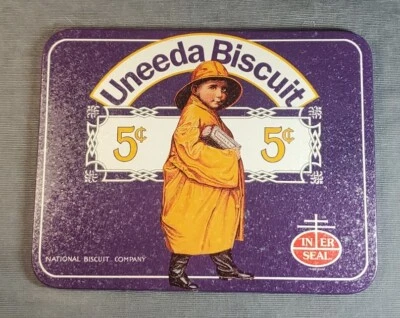 Uneeda Biscuit
5¢ 5¢
IN ER
SEAL
NATIONAL BISCUIT COMPANY